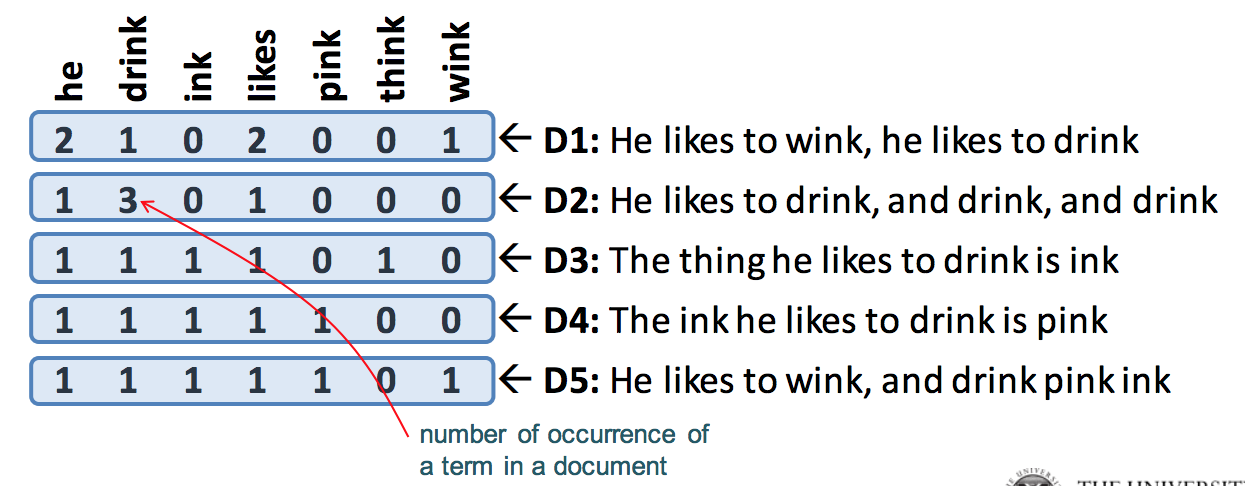 he drink ink likes pink think wink
2 1 0 2 0 0 1 ← D1: He likes to wink, he likes to drink
1 3 0 1 0 0 0 ← D2: He likes to drink, and drink, and drink
1 1 1 1 0 1 0 ← D3: The thing he likes to drink is ink
1 1 1 1 1 0 0 ← D4: The ink he likes to drink is pink
1 1 1 1 1 0 1 ← D5: He likes to wink, and drink pink ink
number of occurrence of
a term in a document